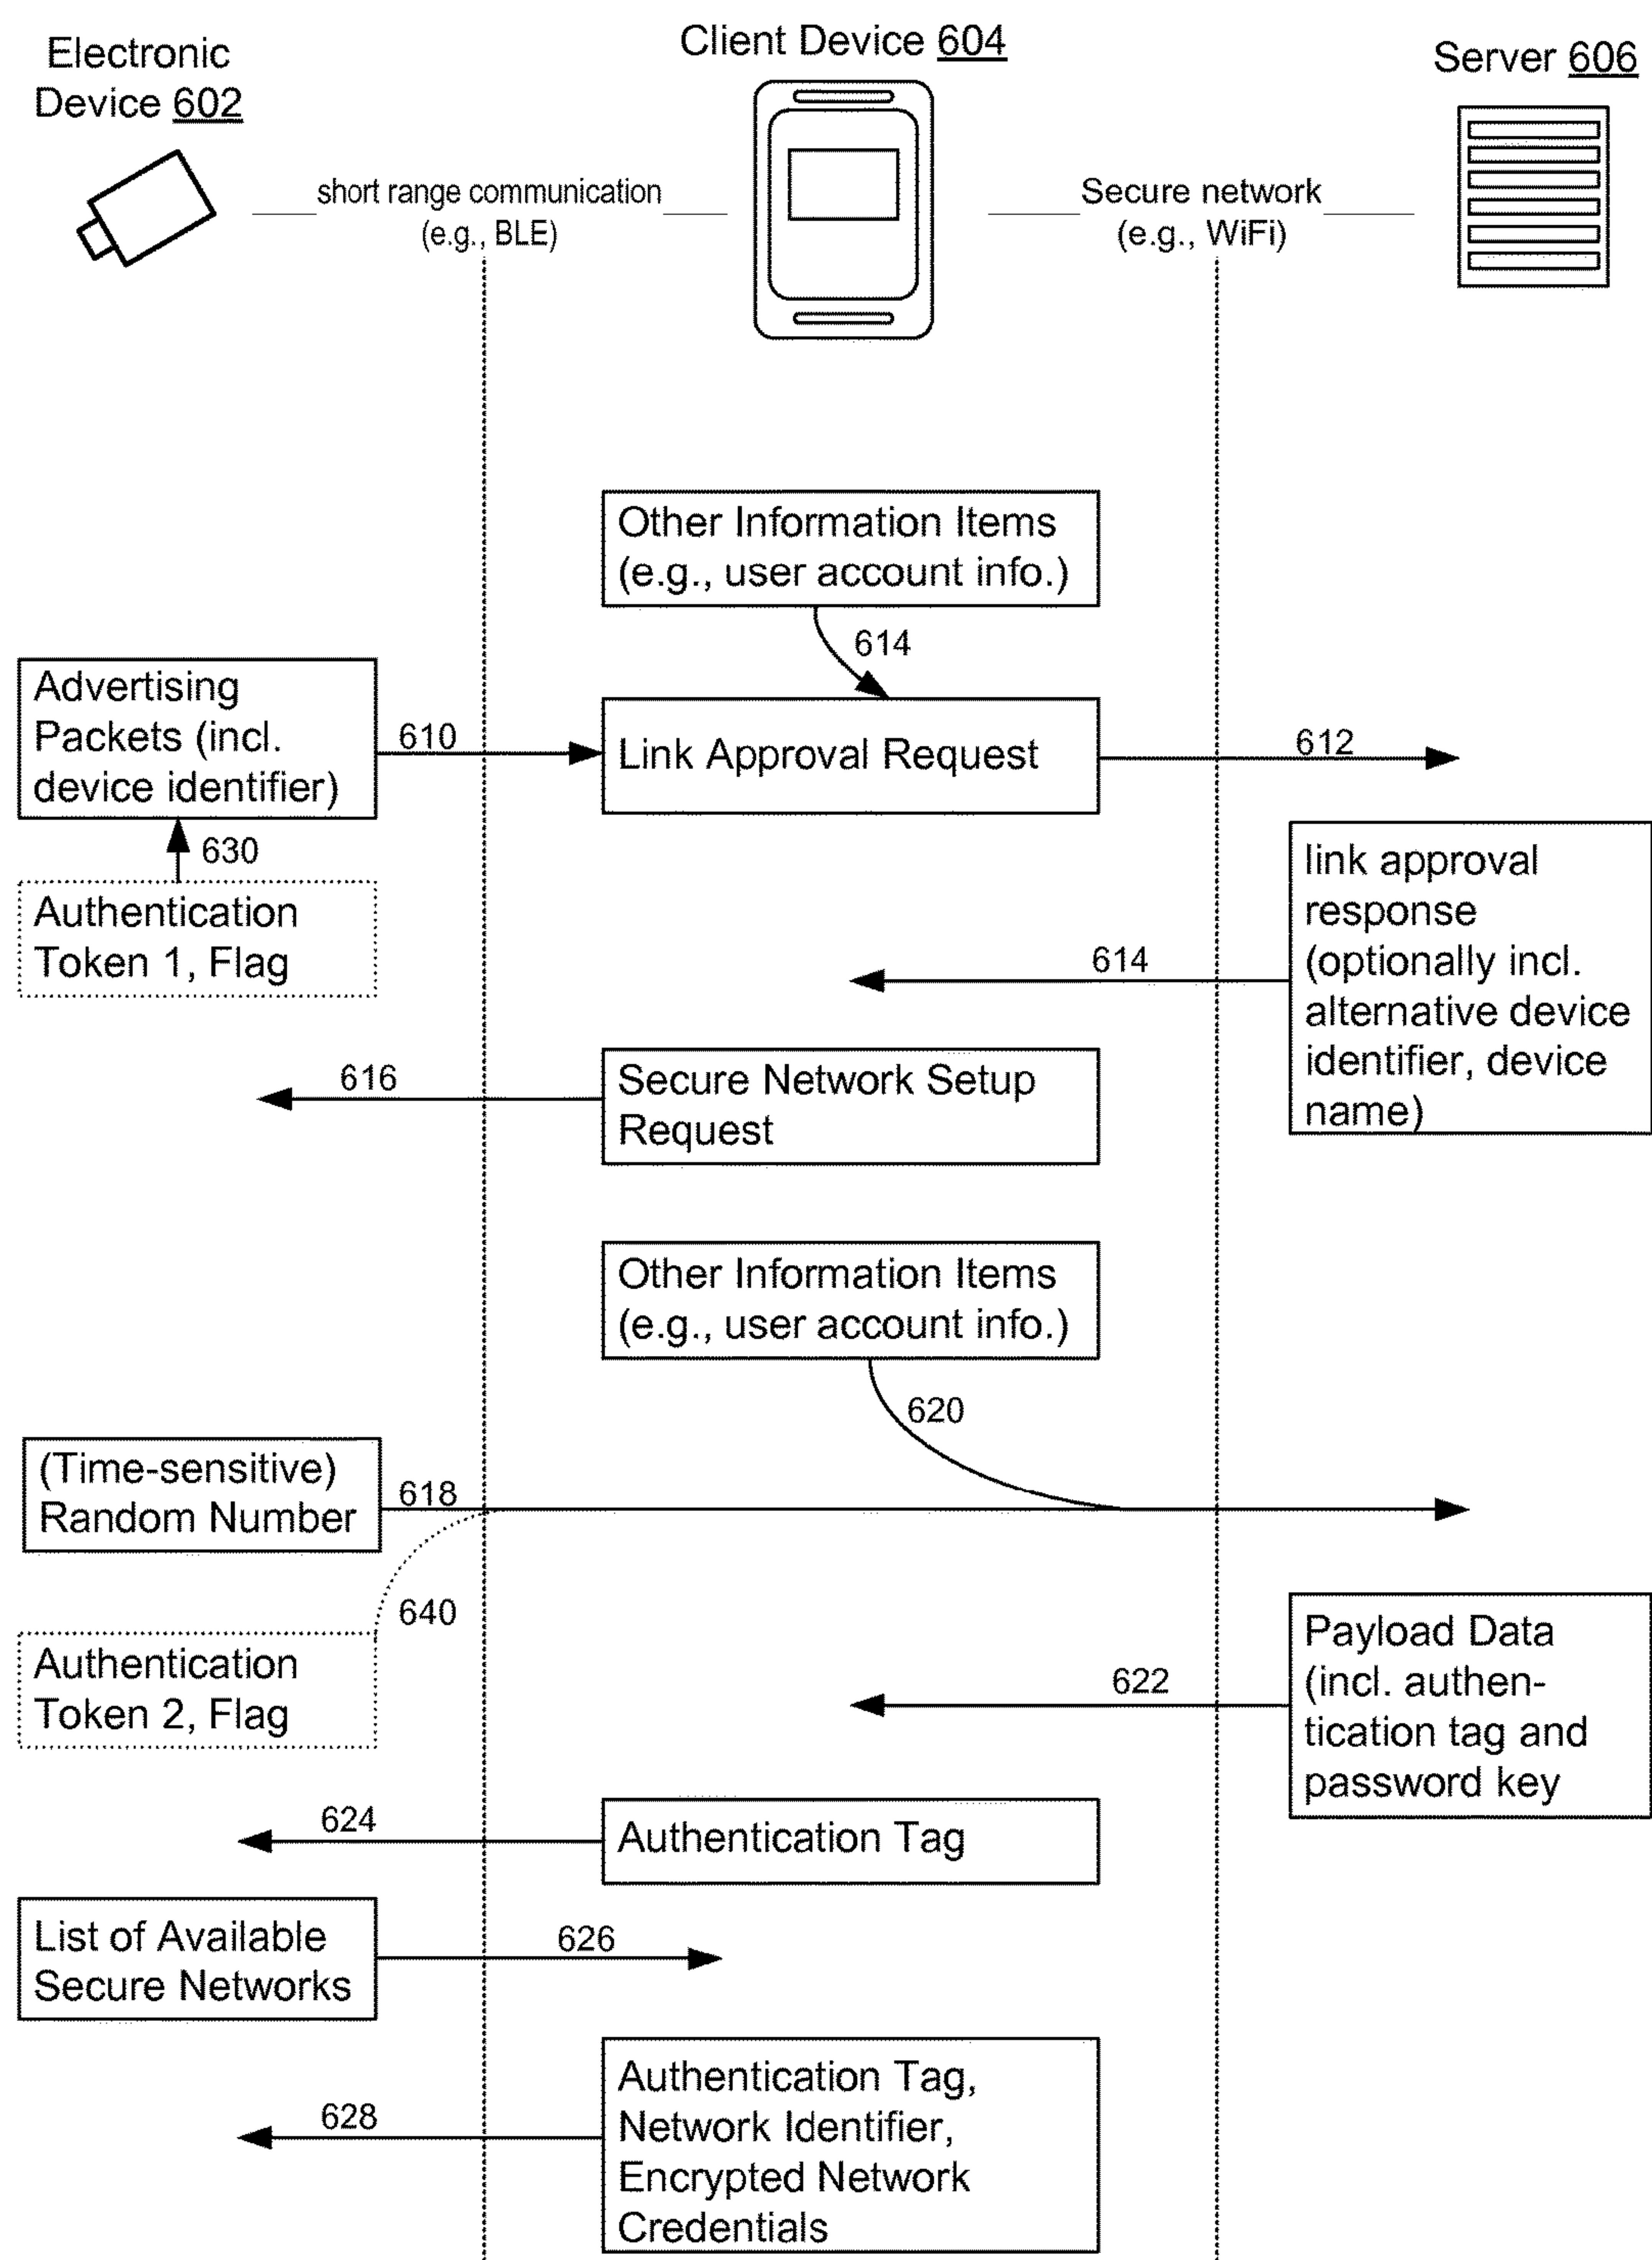 Electronic
Device 602
Client Device 604
Server 606
short range communication
(e.g., BLE)
Secure network
(e.g., WiFi)
Other Information Items
(e.g., user account info.)
614
Advertising
Packets (incl.
device identifier)
610
Link Approval Request
612
630
Authentication
Token 1, Flag
link approval
response
(optionally incl.
alternative device
identifier, device
name)
614
616
Secure Network Setup
Request
Other Information Items
(e.g., user account info.)
620
(Time-sensitive)
Random Number
618
640
Authentication
Token 2, Flag
Payload Data
(incl. authen-
tication tag and
password key
622
624
Authentication Tag
List of Available
Secure Networks
626
628
Authentication Tag,
Network Identifier,
Encrypted Network
Credentials